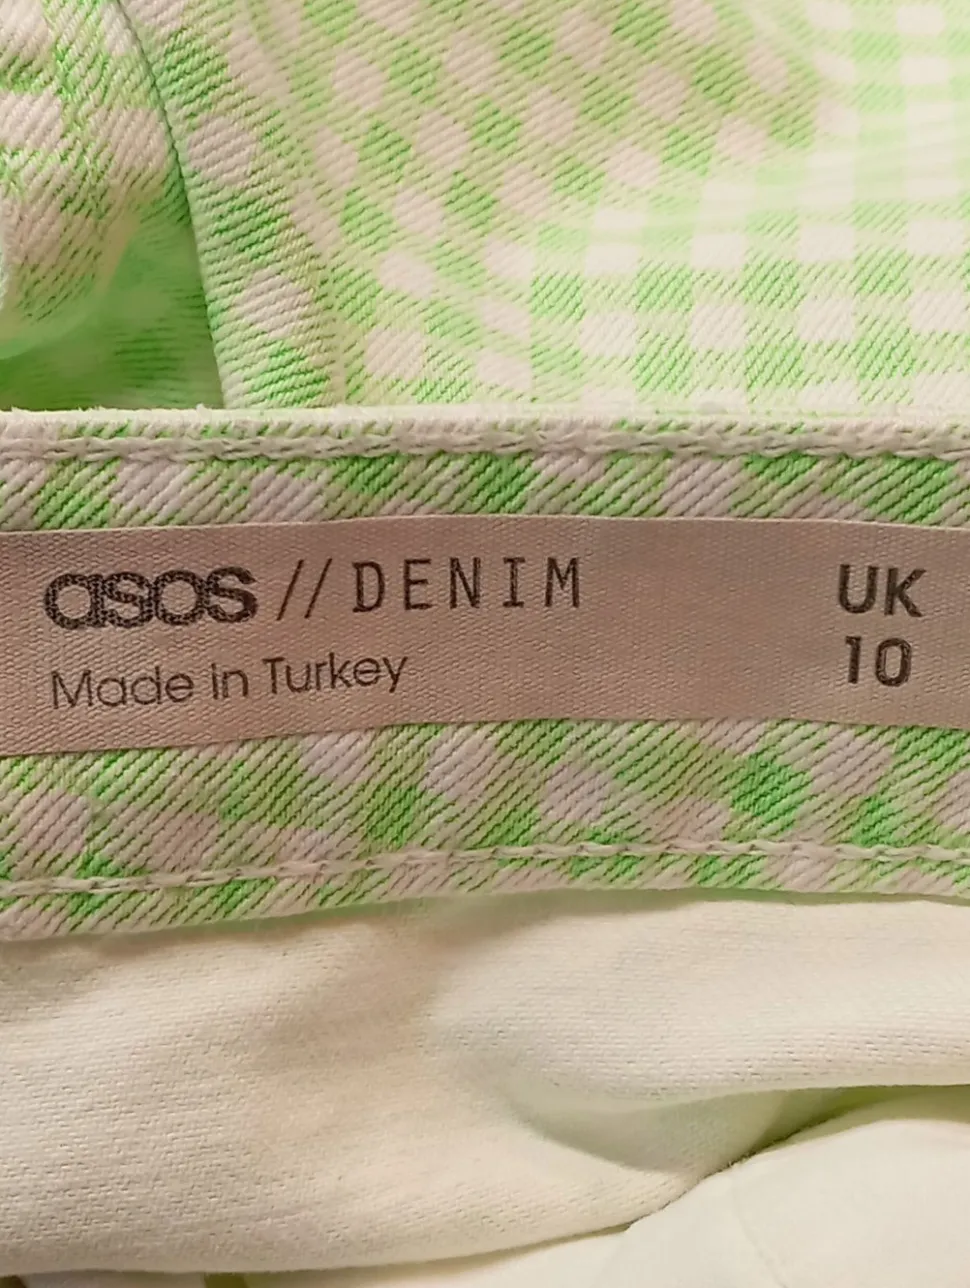 asos // DENIM
Made in Turkey
UK
10